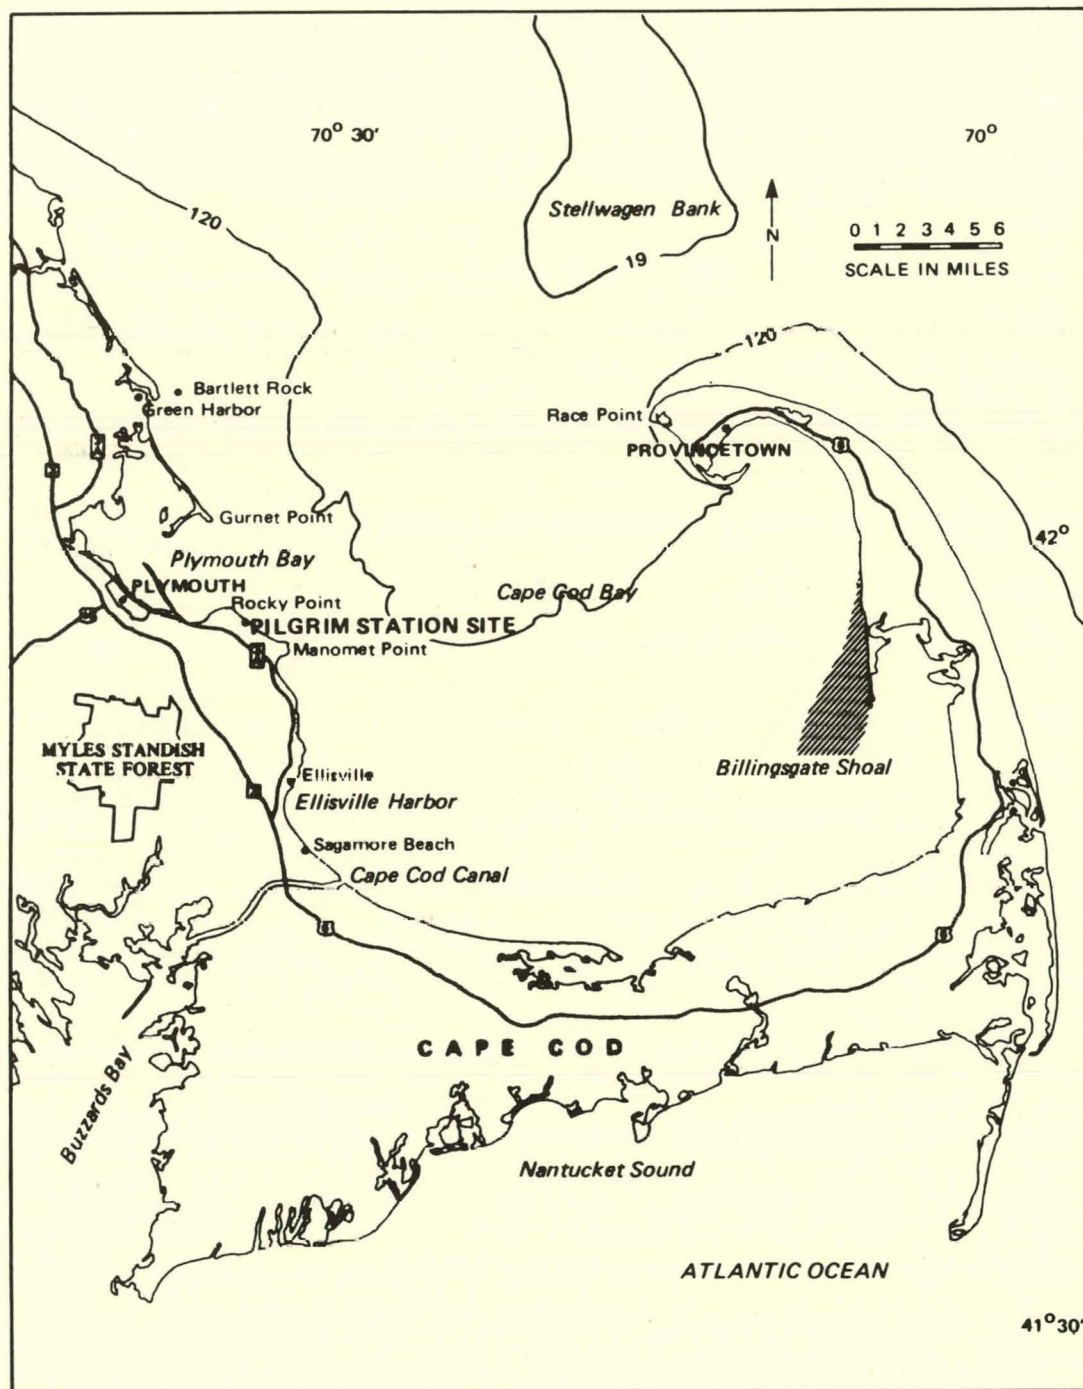 70° 30'
70°
120
Stellwagen Bank
N
0 1 2 3 4 5 6
SCALE IN MILES
19
120
Bartlett Rock
Green Harbor
Race Point
PROVINCETOWN
Gurnet Point
42°
Plymouth Bay
PLYMOUTH
Cape Cod Bay
Rocky Point
PILGRIM STATION SITE
Manomet Point
MYLES STANDISH
STATE FOREST
Billingsgate Shoal
Ellisville
Ellisville Harbor
Sagamore Beach
Cape Cod Canal
CAPE COD
Buzzards Bay
Nantucket Sound
ATLANTIC OCEAN
41°30'